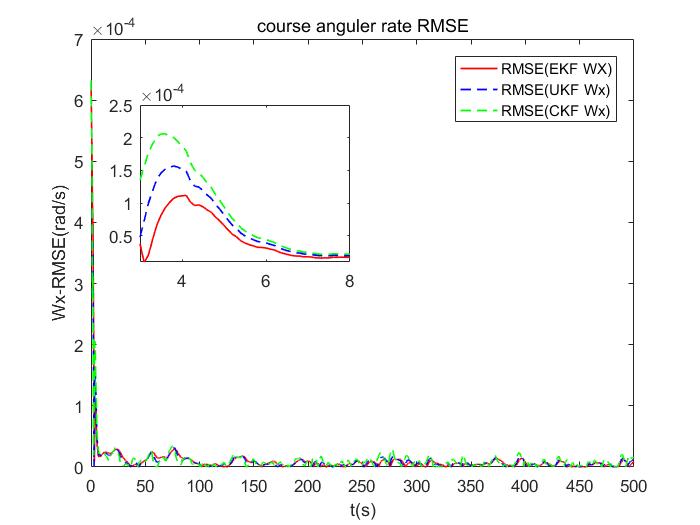 course anguler rate RMSE
×10^-4
7
6
5
4
3
2
1
0
Wx-RMSE(rad/s)
RMSE(EKF WX)
RMSE(UKF Wx)
RMSE(CKF Wx)
×10^-4
2.5
2
1.5
1
0.5
4 6 8
0 50 100 150 200 250 300 350 400 450 500
t(s)